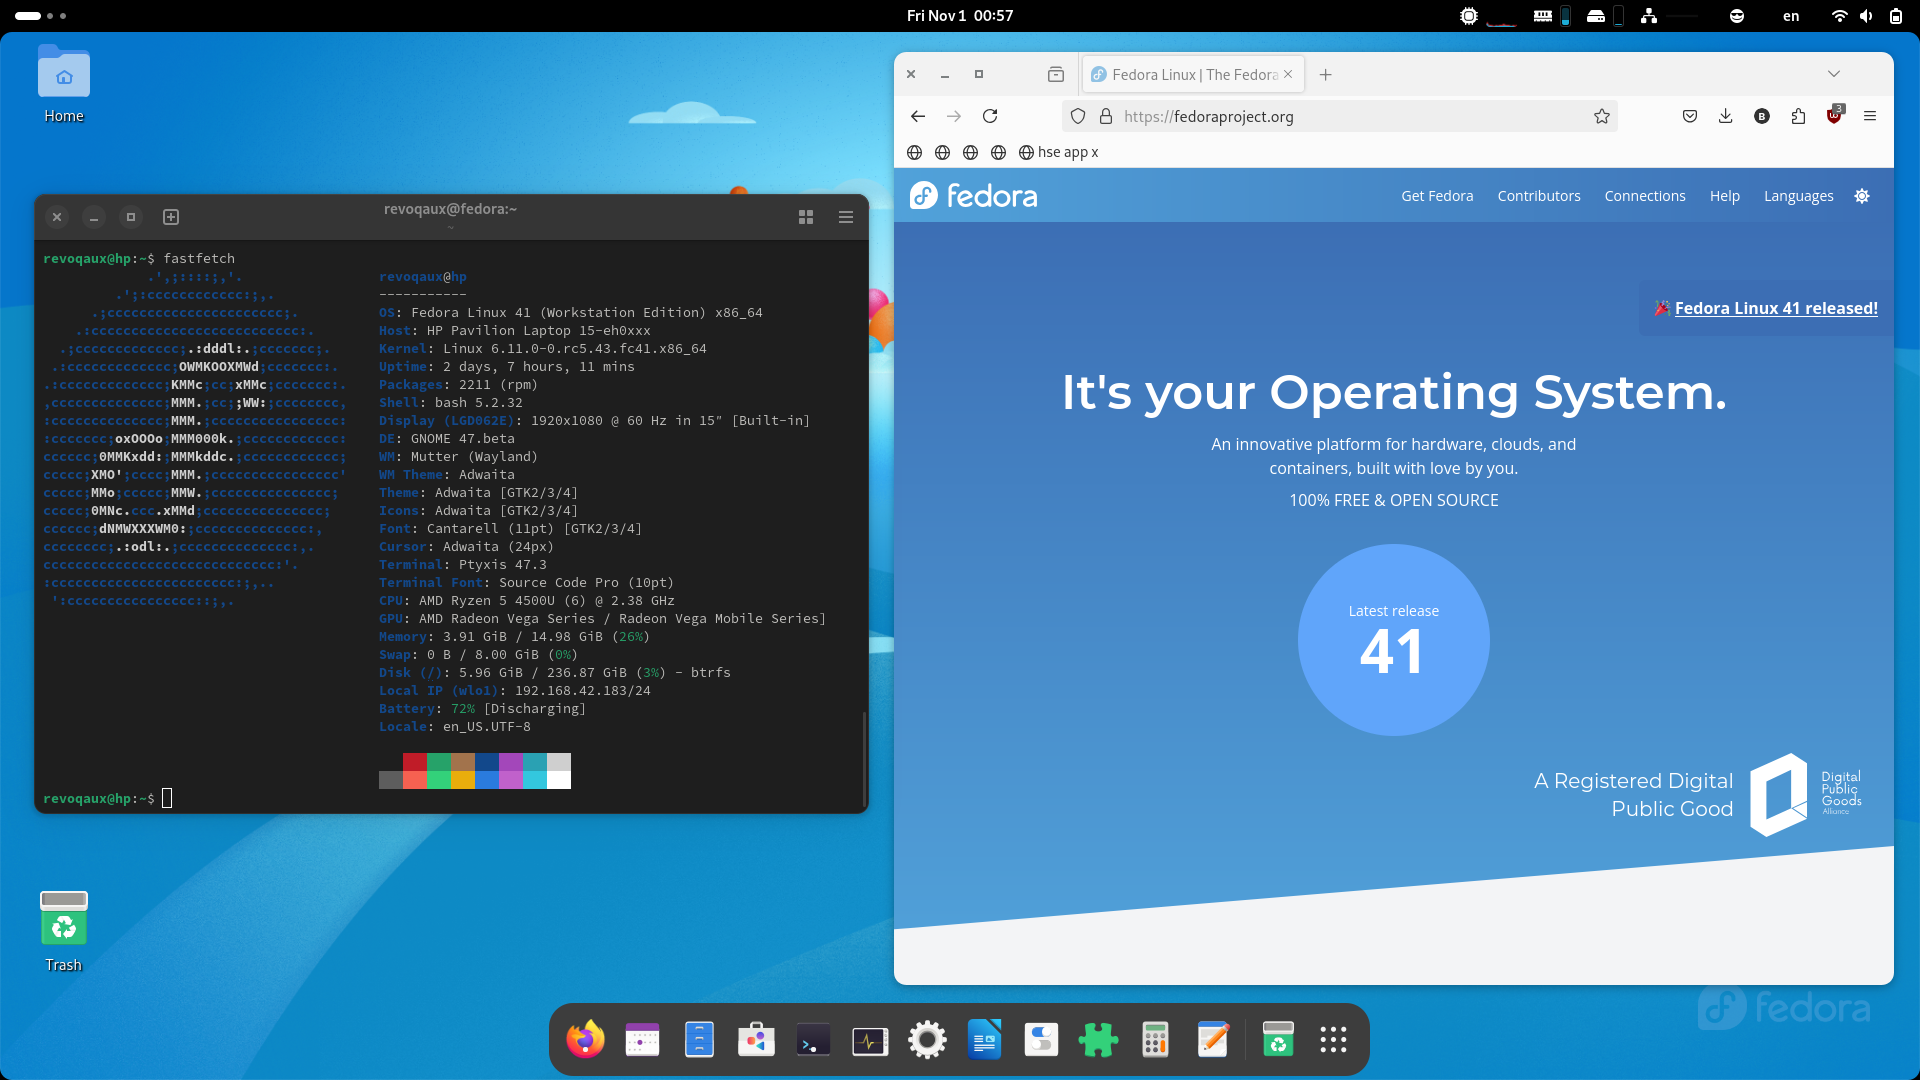 Fri Nov 1 00:57
en
Home
revoqaux@fedora:~
~
revoqaux@hp:~$ fastfetch
.',;::::;,'.
.';:cccccccccccc:;,.
.;cccccccccccccccccccccc;.
.:cccccccccccccccccccccccccc:.
.;ccccccccccccc;.:dddl:.;ccccccc;.
.:ccccccccccccc;OWMKOOXMWd;ccccccc:.
.:ccccccccccccc;KMMc;cc;xMMc;ccccccc:.
,cccccccccccccc;MMM.;cc;;WW:;cccccccc,
:cccccccccccccc;MMM.;cccccccccccccccc:
:ccccccc;oxOOOo;MMM000k.;cccccccccccc:
cccccc;0MMKxdd:;MMMkddc.;cccccccccccc;
ccccc;XMO';cccc;MMM.;cccccccccccccccc'
ccccc;MMo;ccccc;MMW.;ccccccccccccccc;
ccccc;0MNc.ccc.xMMd;ccccccccccccccc;
cccccc;dNMWXXXWM0:;cccccccccccccc:,
cccccccc;.:odl:.;cccccccccccccc:,.
ccccccccccccccccccccccccccccc:'.
:ccccccccccccccccccccccc:;,..
':cccccccccccccccc::;,.
revoqaux@hp
-----------
OS: Fedora Linux 41 (Workstation Edition) x86_64
Host: HP Pavilion Laptop 15-eh0xxx
Kernel: Linux 6.11.0-0.rc5.43.fc41.x86_64
Uptime: 2 days, 7 hours, 11 mins
Packages: 2211 (rpm)
Shell: bash 5.2.32
Display (LGD062E): 1920x1080 @ 60 Hz in 15" [Built-in]
DE: GNOME 47.beta
WM: Mutter (Wayland)
WM Theme: Adwaita
Theme: Adwaita [GTK2/3/4]
Icons: Adwaita [GTK2/3/4]
Font: Cantarell (11pt) [GTK2/3/4]
Cursor: Adwaita (24px)
Terminal: Ptyxis 47.3
Terminal Font: Source Code Pro (10pt)
CPU: AMD Ryzen 5 4500U (6) @ 2.38 GHz
GPU: AMD Radeon Vega Series / Radeon Vega Mobile Series]
Memory: 3.91 GiB / 14.98 GiB (26%)
Swap: 0 B / 8.00 GiB (0%)
Disk (/): 5.96 GiB / 236.87 GiB (3%) - btrfs
Local IP (wlo1): 192.168.42.183/24
Battery: 72% [Discharging]
Locale: en_US.UTF-8
revoqaux@hp:~$
Trash
Fedora Linux | The Fedora
https://fedoraproject.org
B
3
hse app x
fedora
Get Fedora
Contributors
Connections
Help
Languages
Fedora Linux 41 released!
It's your Operating System.
An innovative platform for hardware, clouds, and
containers, built with love by you.
100% FREE & OPEN SOURCE
Latest release
41
A Registered Digital
Public Good
Digital
Public
Goods
Alliance
fedora